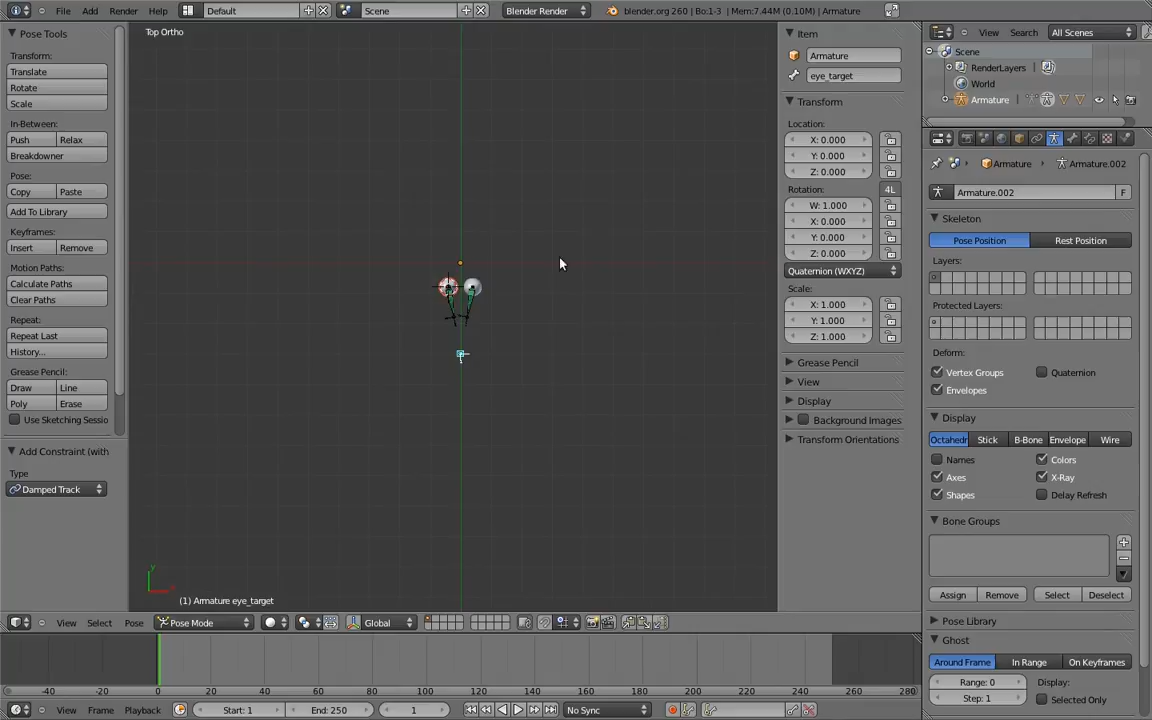 File Add Render Help Default Scene Blender Render blender.org 260 | Bo:1-3 | Mem:7.44M (0.10M) | Armature
Pose Tools
Transform:
Translate
Rotate
Scale
In-Between:
Push Relax
Breakdowner
Pose:
Copy Paste
Add To Library
Keyframes:
Insert Remove
Motion Paths:
Calculate Paths
Clear Paths
Repeat:
Repeat Last
History...
Grease Pencil:
Draw Line
Poly Erase
Use Sketching Sessio
Add Constraint (with
Type
Damped Track
Top Ortho
y
(1) Armature eye_target
View Select Pose Pose Mode Global
Item
Armature
eye_target
Transform
Location:
X: 0.000
Y: 0.000
Z: 0.000
Rotation: 4L
W: 1.000
X: 0.000
Y: 0.000
Z: 0.000
Quaternion (WXYZ)
Scale:
X: 1.000
Y: 1.000
Z: 1.000
Grease Pencil
View
Display
Background Images
Transform Orientations
View Search All Scenes
Scene
RenderLayers
World
Armature
Armature Armature.002
Armature.002 F
Skeleton
Pose Position Rest Position
Layers:
Protected Layers:
Deform:
Vertex Groups Quaternion
Envelopes
Display
Octahedr Stick B-Bone Envelope Wire
Names Colors
Axes X-Ray
Shapes Delay Refresh
Bone Groups
Assign Remove Select Deselect
Pose Library
Ghost
Around Frame In Range On Keyframes
Range: 0 Display:
Step: 1 Selected Only
-40 -20 0 20 40 60 80 100 120 140 160 180 200 220 240 260 280
View Frame Playback Start: 1 End: 250 1 No Sync